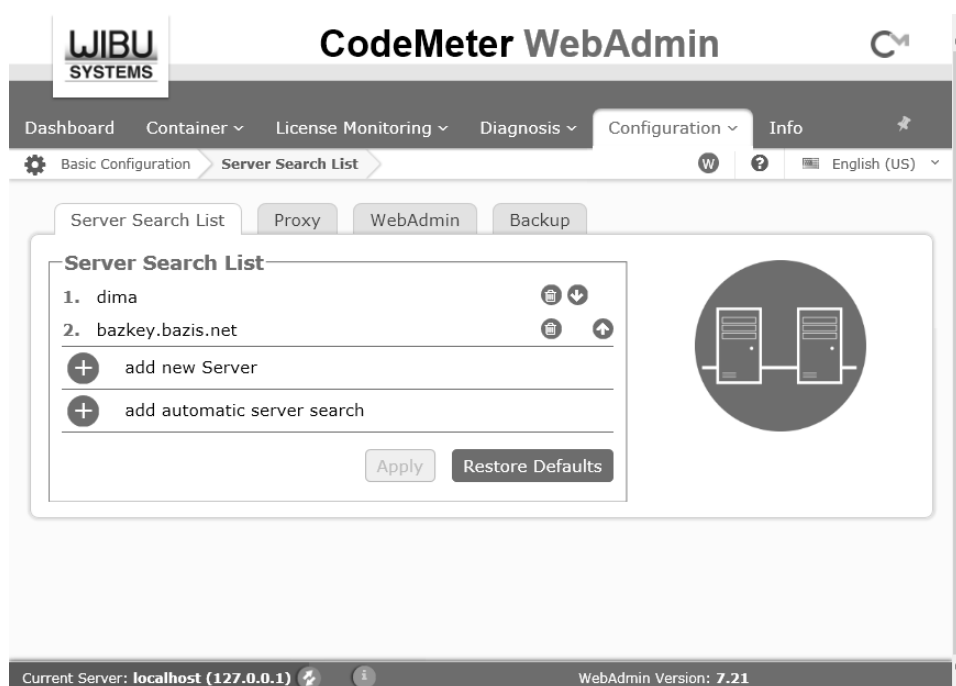 WIBU
SYSTEMS
CodeMeter WebAdmin
CM
Dashboard Container License Monitoring Diagnosis Configuration Info
Basic Configuration Server Search List W ? English (US)
Server Search List Proxy WebAdmin Backup
Server Search List
1. dima
2. bazkey.bazis.net
+ add new Server
+ add automatic server search
Apply Restore Defaults
Current Server: localhost (127.0.0.1) i WebAdmin Version: 7.21